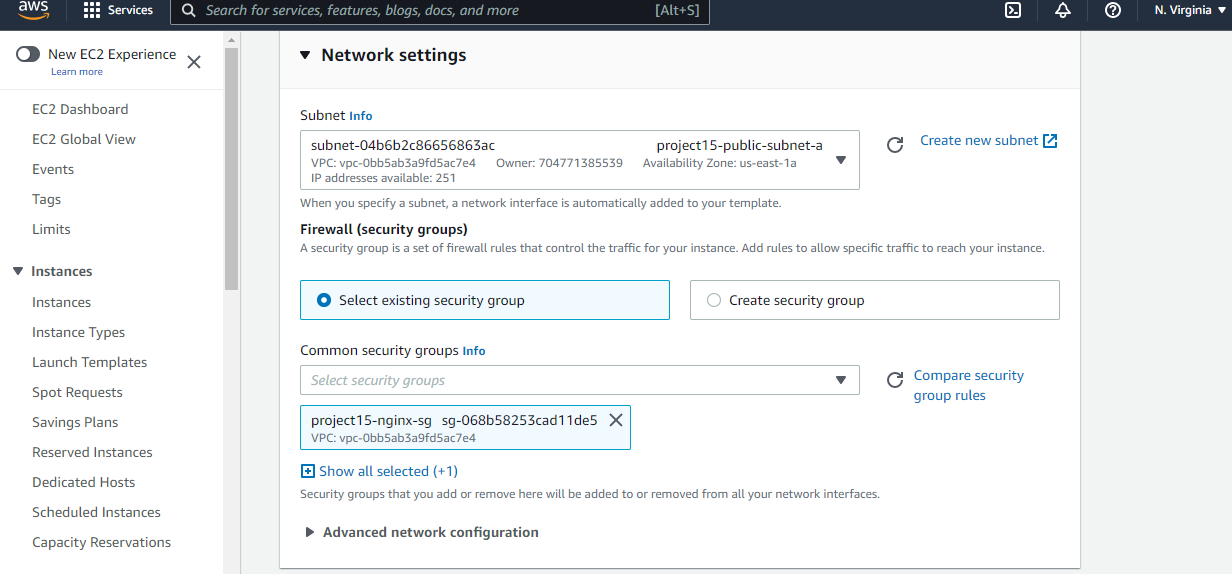 aws
Services
Search for services, features, blogs, docs, and more
[Alt+S]
N. Virginia
New EC2 Experience
Learn more
EC2 Dashboard
EC2 Global View
Events
Tags
Limits
Instances
Instances
Instance Types
Launch Templates
Spot Requests
Savings Plans
Reserved Instances
Dedicated Hosts
Scheduled Instances
Capacity Reservations
Network settings
Subnet Info
subnet-04b6b2c86656863ac project15-public-subnet-a
VPC: vpc-0bb5ab3a9fd5ac7e4 Owner: 704771385539 Availability Zone: us-east-1a
IP addresses available: 251
Create new subnet
When you specify a subnet, a network interface is automatically added to your template.
Firewall (security groups)
A security group is a set of firewall rules that control the traffic for your instance. Add rules to allow specific traffic to reach your instance.
Select existing security group
Create security group
Common security groups Info
Select security groups
Compare security
group rules
project15-nginx-sg sg-068b58253cad11de5
VPC: vpc-0bb5ab3a9fd5ac7e4
Show all selected (+1)
Security groups that you add or remove here will be added to or removed from all your network interfaces.
Advanced network configuration